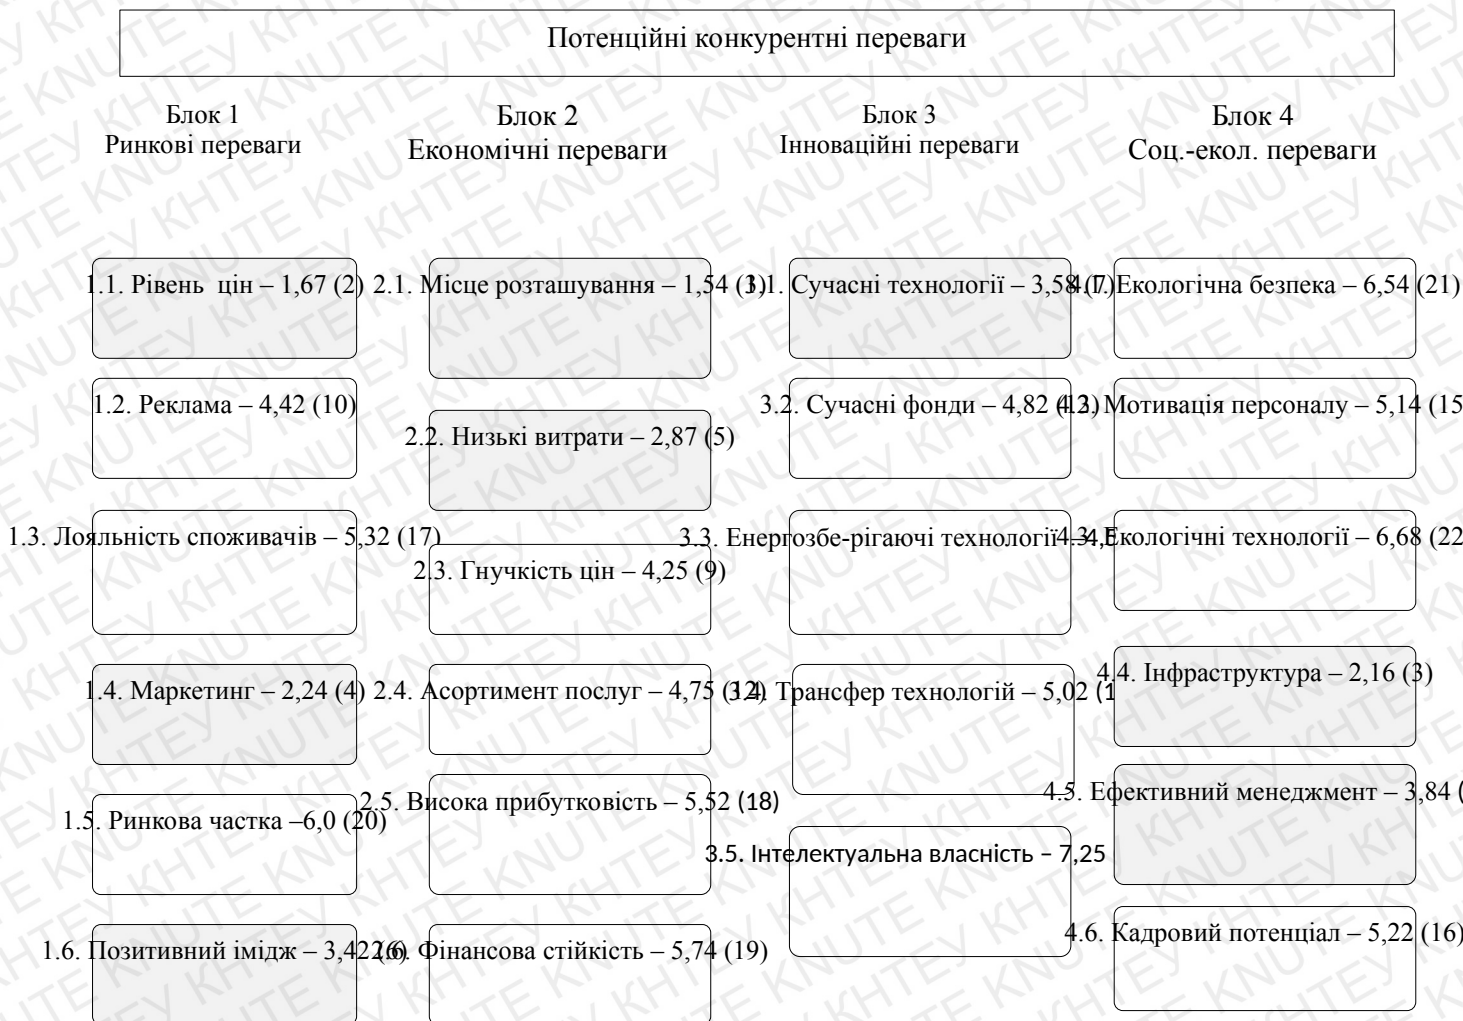 Потенційні конкурентні переваги
Блок 1
Ринкові переваги
Блок 2
Економічні переваги
Блок 3
Інноваційні переваги
Блок 4
Соц.-екол. переваги
1.1. Рівень цін – 1,67 (2)
2.1. Місце розташування – 1,54 (1)
3.1. Сучасні технології – 3,58 (7)
4.1. Екологічна безпека – 6,54 (21)
1.2. Реклама – 4,42 (10)
2.2. Низькі витрати – 2,87 (5)
3.2. Сучасні фонди – 4,82 (13)
4.2. Мотивація персоналу – 5,14 (15
1.3. Лояльність споживачів – 5,32 (17)
2.3. Гнучкість цін – 4,25 (9)
3.3. Енергозбе-рігаючі технології – 4,5
4.3. Екологічні технології – 6,68 (22
1.4. Маркетинг – 2,24 (4)
2.4. Асортимент послуг – 4,75 (12)
3.4. Трансфер технологій – 5,02 (1
4.4. Інфраструктура – 2,16 (3)
1.5. Ринкова частка –6,0 (20)
2.5. Висока прибутковість – 5,52 (18)
3.5. Інтелектуальна власність – 7,25
4.5. Ефективний менеджмент – 3,84 (
1.6. Позитивний імідж – 3,42 (6)
2.6. Фінансова стійкість – 5,74 (19)
4.6. Кадровий потенціал – 5,22 (16)